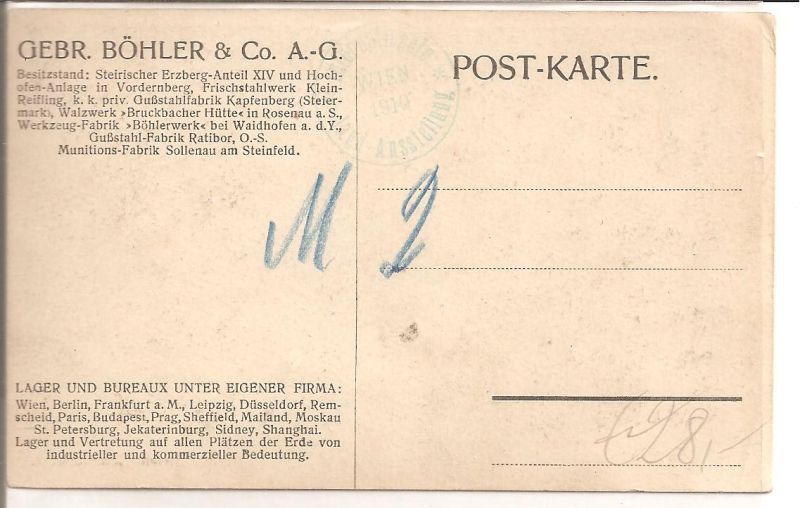 GEBR. BÖHLER & Co. A.-G.
Besitzstand: Steirischer Erzberg-Anteil XIV und Hoch-
ofen-Anlage in Vordernberg, Frischstahlwerk Klein-
Reifling, k. k. priv. Gußstahlfabrik Kapfenberg (Steier-
mark), Walzwerk »Bruckbacher Hütte« in Rosenau a. S.,
Werkzeug-Fabrik »Böhlerwerk« bei Waidhofen a. d. Y.,
Gußstahl-Fabrik Ratibor, O.-S.
Munitions-Fabrik Sollenau am Steinfeld.
WIEN
1910
POST-KARTE.
M 2
LAGER UND BUREAUX UNTER EIGENER FIRMA:
Wien, Berlin, Frankfurt a. M., Leipzig, Düsseldorf, Rem-
scheid, Paris, Budapest, Prag, Sheffield, Mailand, Moskau
St. Petersburg, Jekaterinburg, Sidney, Shanghai.
Lager und Vertretung auf allen Plätzen der Erde von
industrieller und kommerzieller Bedeutung.
€28,-